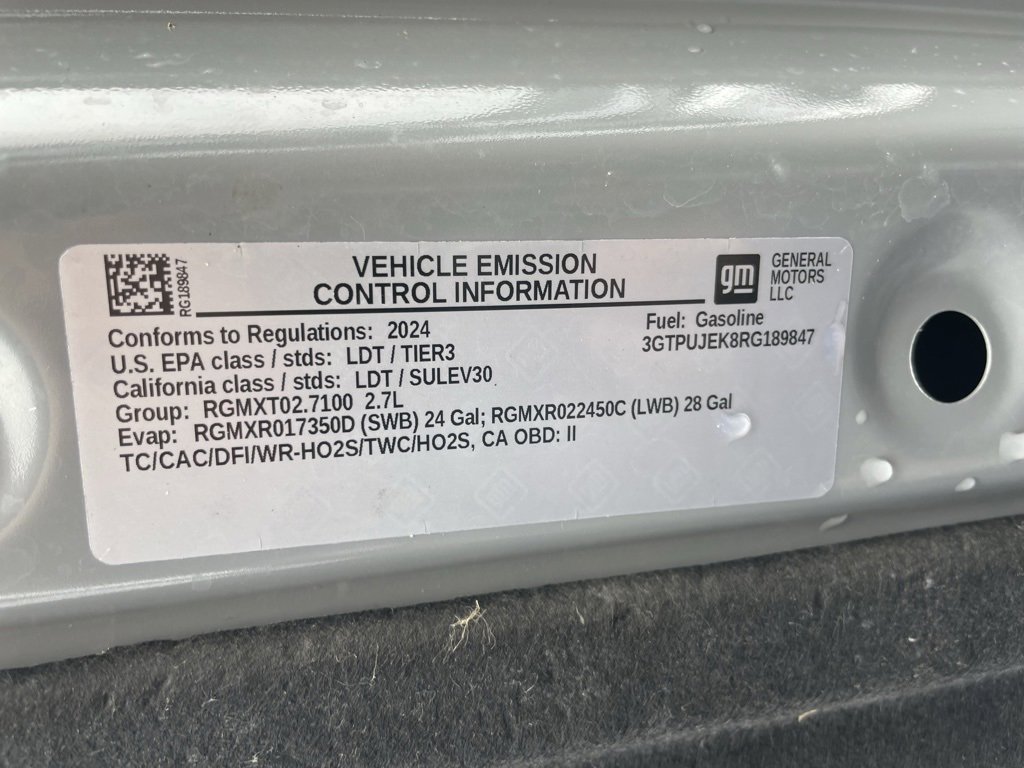 RG189847
VEHICLE EMISSION
CONTROL INFORMATION
gm
GENERAL
MOTORS
LLC
Conforms to Regulations: 2024
U.S. EPA class / stds: LDT / TIER3
California class / stds: LDT / SULEV30
Group: RGMXT02.7100 2.7L
Evap: RGMXR017350D (SWB) 24 Gal; RGMXR022450C (LWB) 28 Gal
TC/CAC/DFI/WR-HO2S/TWC/HO2S, CA OBD: II
Fuel: Gasoline
3GTPUJEK8RG189847